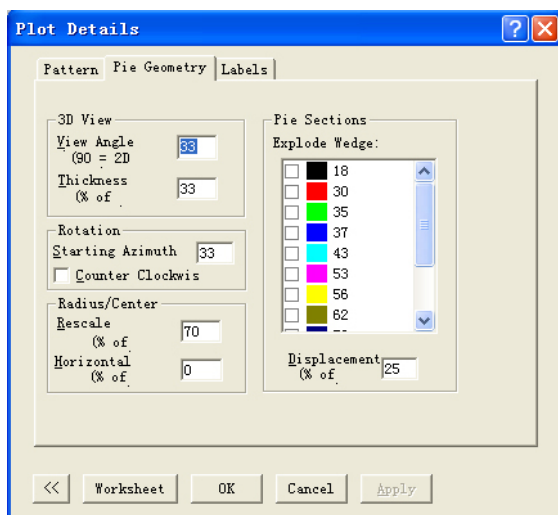 Plot Details
Pattern
Pie Geometry
Labels
3D View
View Angle
(90 = 2D
33
Thickness
(% of .
33
Rotation
Starting Azimuth
33
Counter Clockwis
Radius/Center
Rescale
(% of.
70
Horizontal
(% of.
0
Pie Sections
Explode Wedge:
18
30
35
37
43
53
56
62
Displacement
(% of.
25
<<
Worksheet
OK
Cancel
Apply